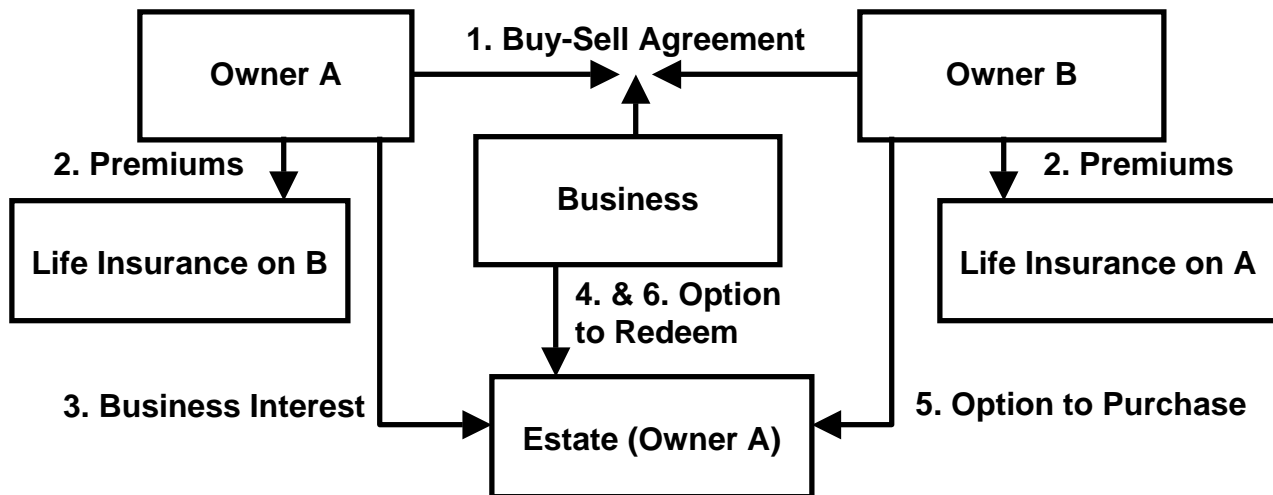 1. Buy-Sell Agreement
Owner A
Owner B
2. Premiums
Business
2. Premiums
Life Insurance on B
Life Insurance on A
4. & 6. Option
to Redeem
3. Business Interest
5. Option to Purchase
Estate (Owner A)